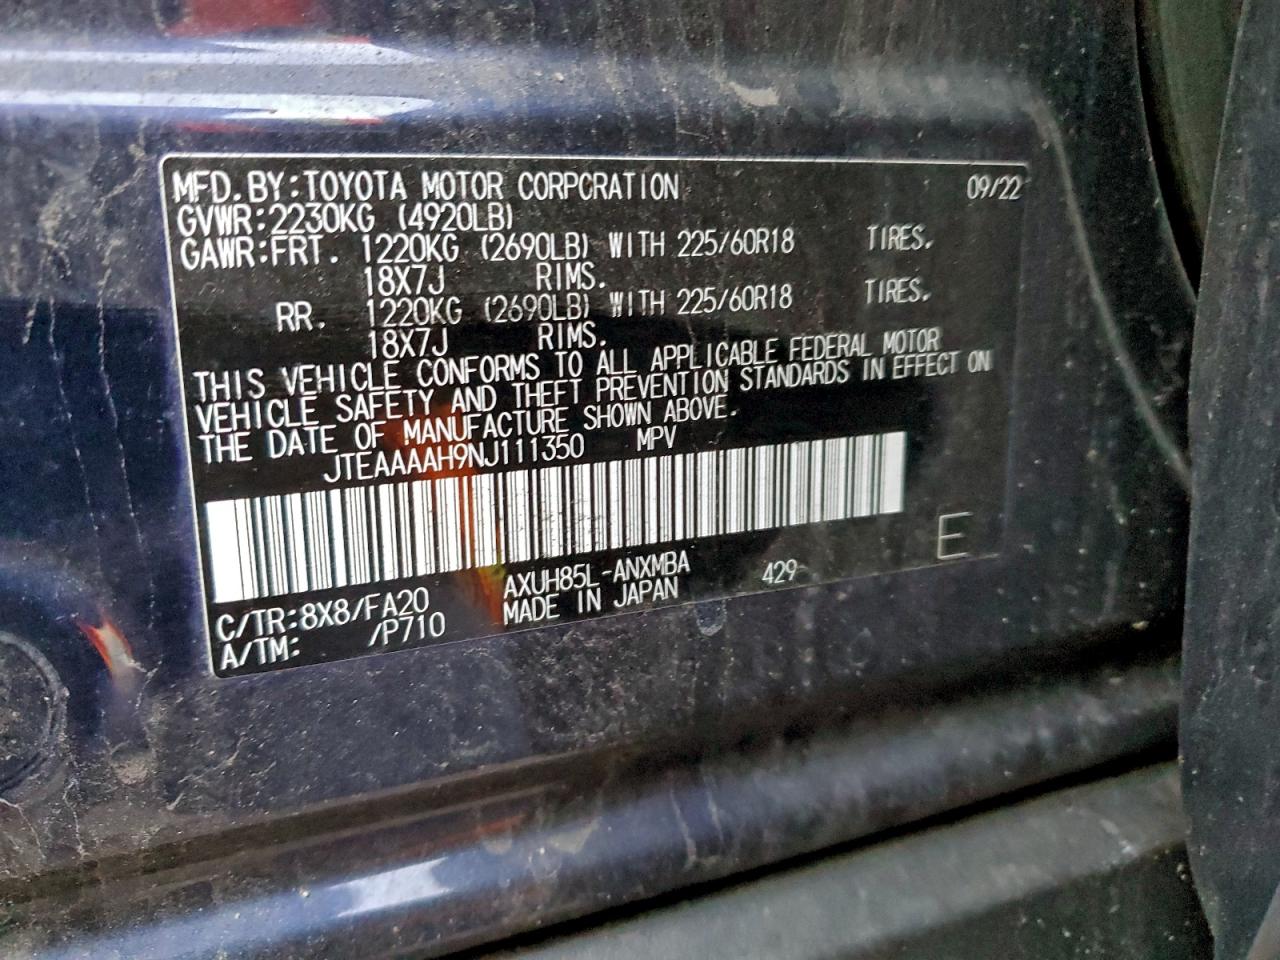 MFD.BY:TOYOTA MOTOR CORPORATION 09/22
GVWR:2230KG (4920LB)
GAWR:FRT. 1220KG (2690LB) WITH 225/60R18 TIRES.
18X7J RIMS.
RR. 1220KG (2690LB) WITH 225/60R18 TIRES.
18X7J RIMS.
THIS VEHICLE CONFORMS TO ALL APPLICABLE FEDERAL MOTOR
VEHICLE SAFETY AND THEFT PREVENTION STANDARDS IN EFFECT ON
THE DATE OF MANUFACTURE SHOWN ABOVE.
JTEAAAAH9NJ111350 MPV
E
C/TR:8X8/FA20 AXUH85L-ANXMBA 429
A/TM: /P710 MADE IN JAPAN